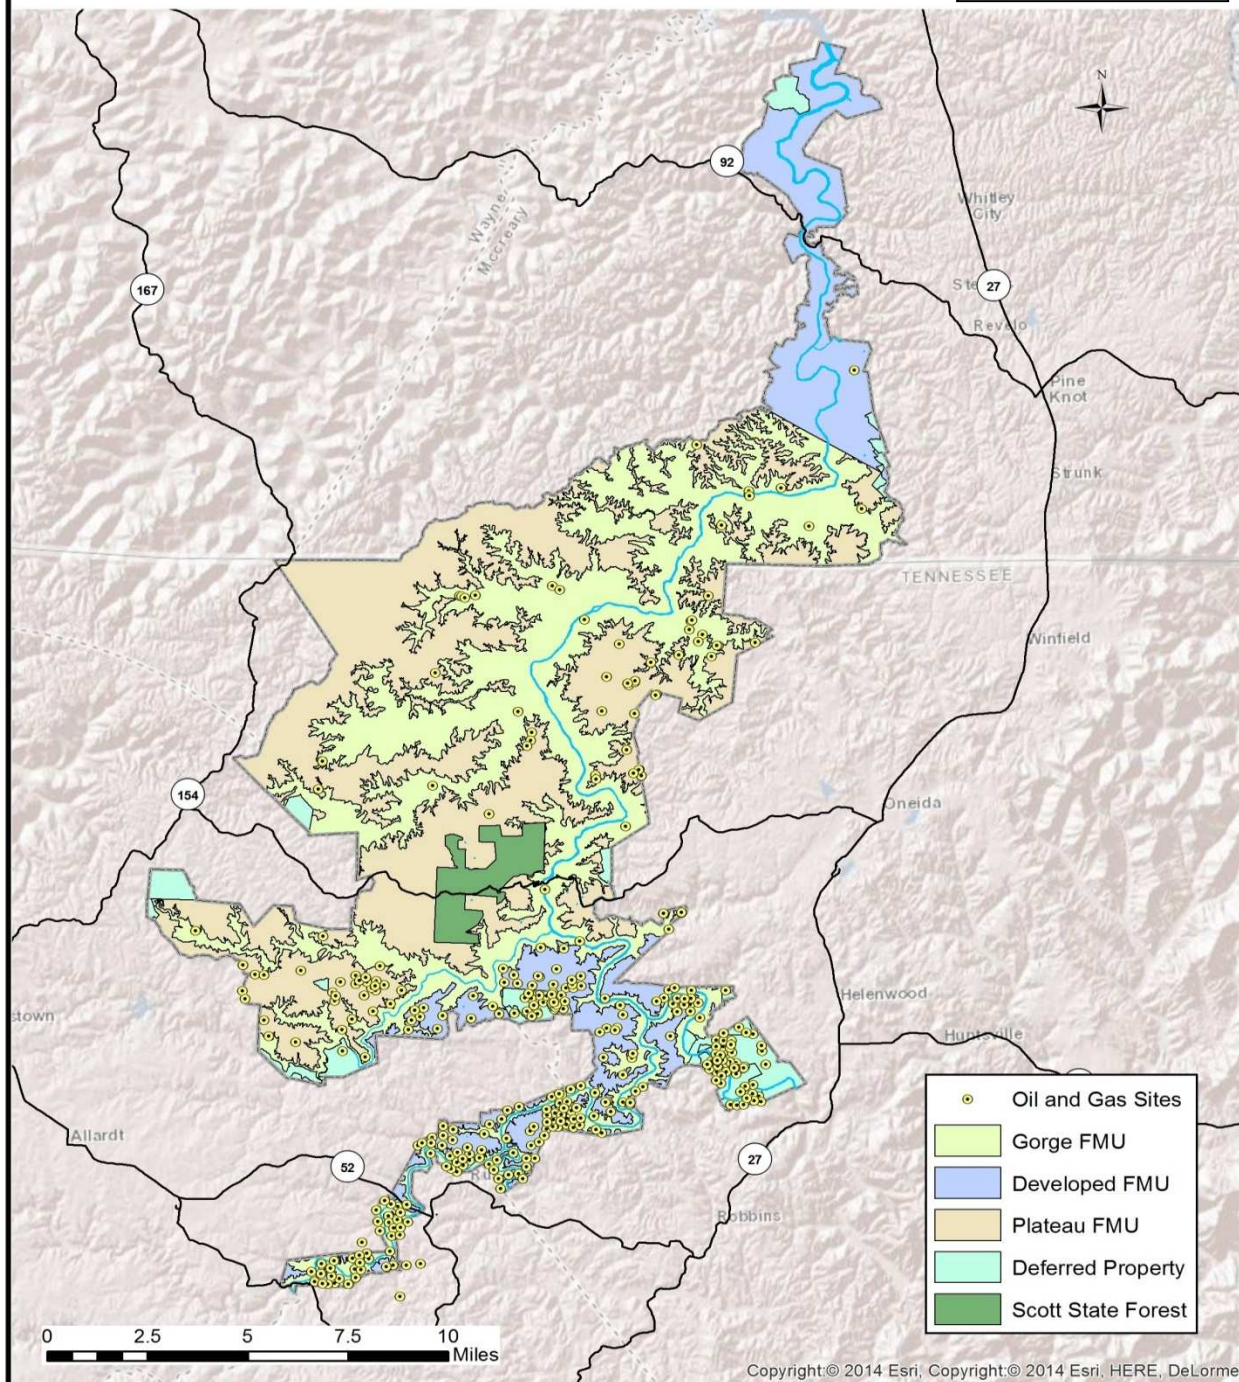 N
92
Whitley
City
Wayne
Mccreary
167
27
Revelo
Pine
Knot
Strunk
TENNESSEE
Winfield
154
Oneida
Helenwood
stown
Huntsville
Allardt
52
27
Robbins
Oil and Gas Sites
Gorge FMU
Developed FMU
Plateau FMU
Deferred Property
Scott State Forest
0 2.5 5 7.5 10
Miles
Copyright:© 2014 Esri, Copyright:© 2014 Esri, HERE, DeLorme